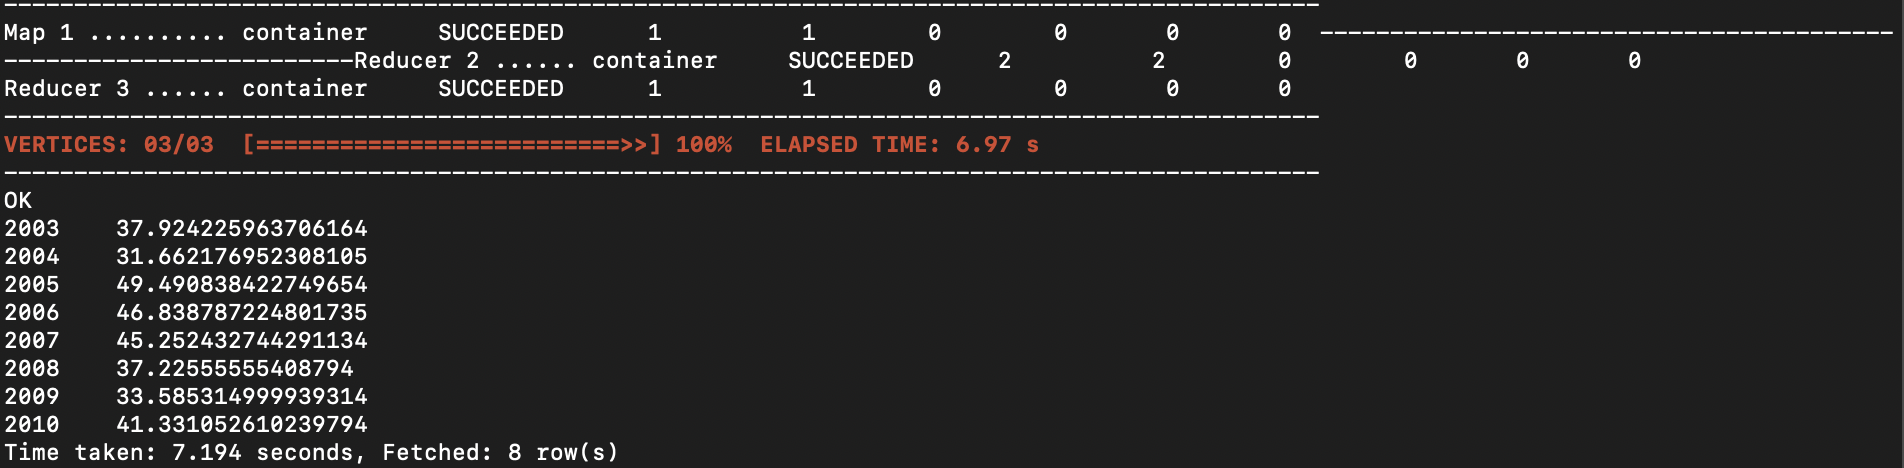 ----------------------------------------------------------------------------------------------
Map 1 .......... container     SUCCEEDED      1          1        0        0       0       0  -----------------------------------------
-------------------------Reducer 2 ...... container     SUCCEEDED      2          2        0        0       0       0
Reducer 3 ...... container     SUCCEEDED      1          1        0        0       0       0
----------------------------------------------------------------------------------------------
VERTICES: 03/03  [==========================>>] 100%  ELAPSED TIME: 6.97 s
----------------------------------------------------------------------------------------------
OK
2003    37.924225963706164
2004    31.662176952308105
2005    49.490838422749654
2006    46.838787224801735
2007    45.252432744291134
2008    37.22555555408794
2009    33.585314999939314
2010    41.331052610239794
Time taken: 7.194 seconds, Fetched: 8 row(s)